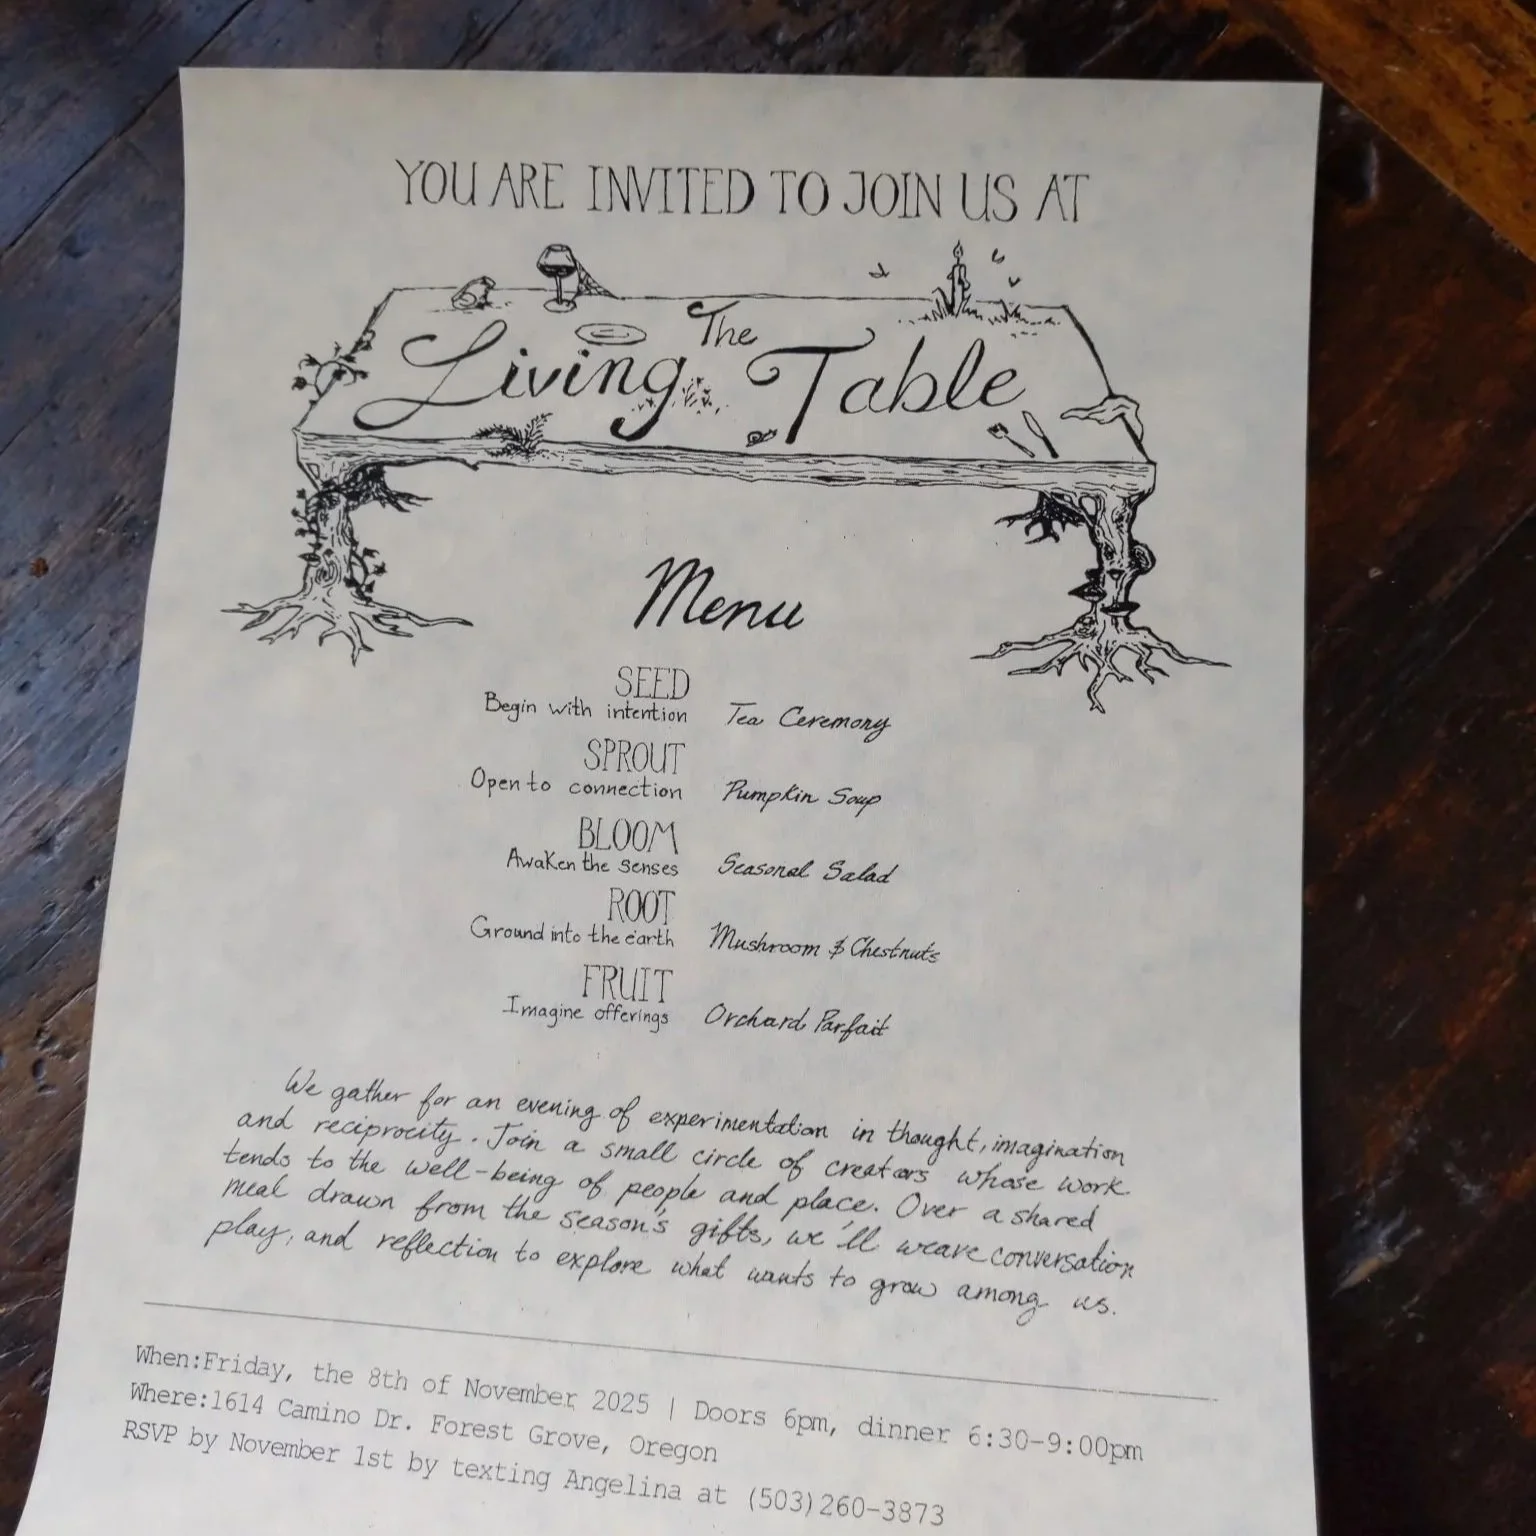 YOU ARE INVITED TO JOIN US AT
The
Living Table
Menu
SEED
Begin with intention Tea Ceremony
SPROUT
Open to connection Pumpkin Soup
BLOOM
Awaken the senses Seasonal Salad
ROOT
Ground into the earth Mushroom & Chestnuts
FRUIT
Imagine offerings Orchard Parfait
We gather for an evening of experimentation in thought, imagination
and reciprocity. Join a small circle of creators whose work
tends to the well-being of people and place. Over a shared
meal drawn from the season's gifts, we'll weave conversation
play, and reflection to explore what wants to grow among us.
When:Friday, the 8th of November 2025 | Doors 6pm, dinner 6:30-9:00pm
Where:1614 Camino Dr. Forest Grove, Oregon
RSVP by November 1st by texting Angelina at (503)260-3873